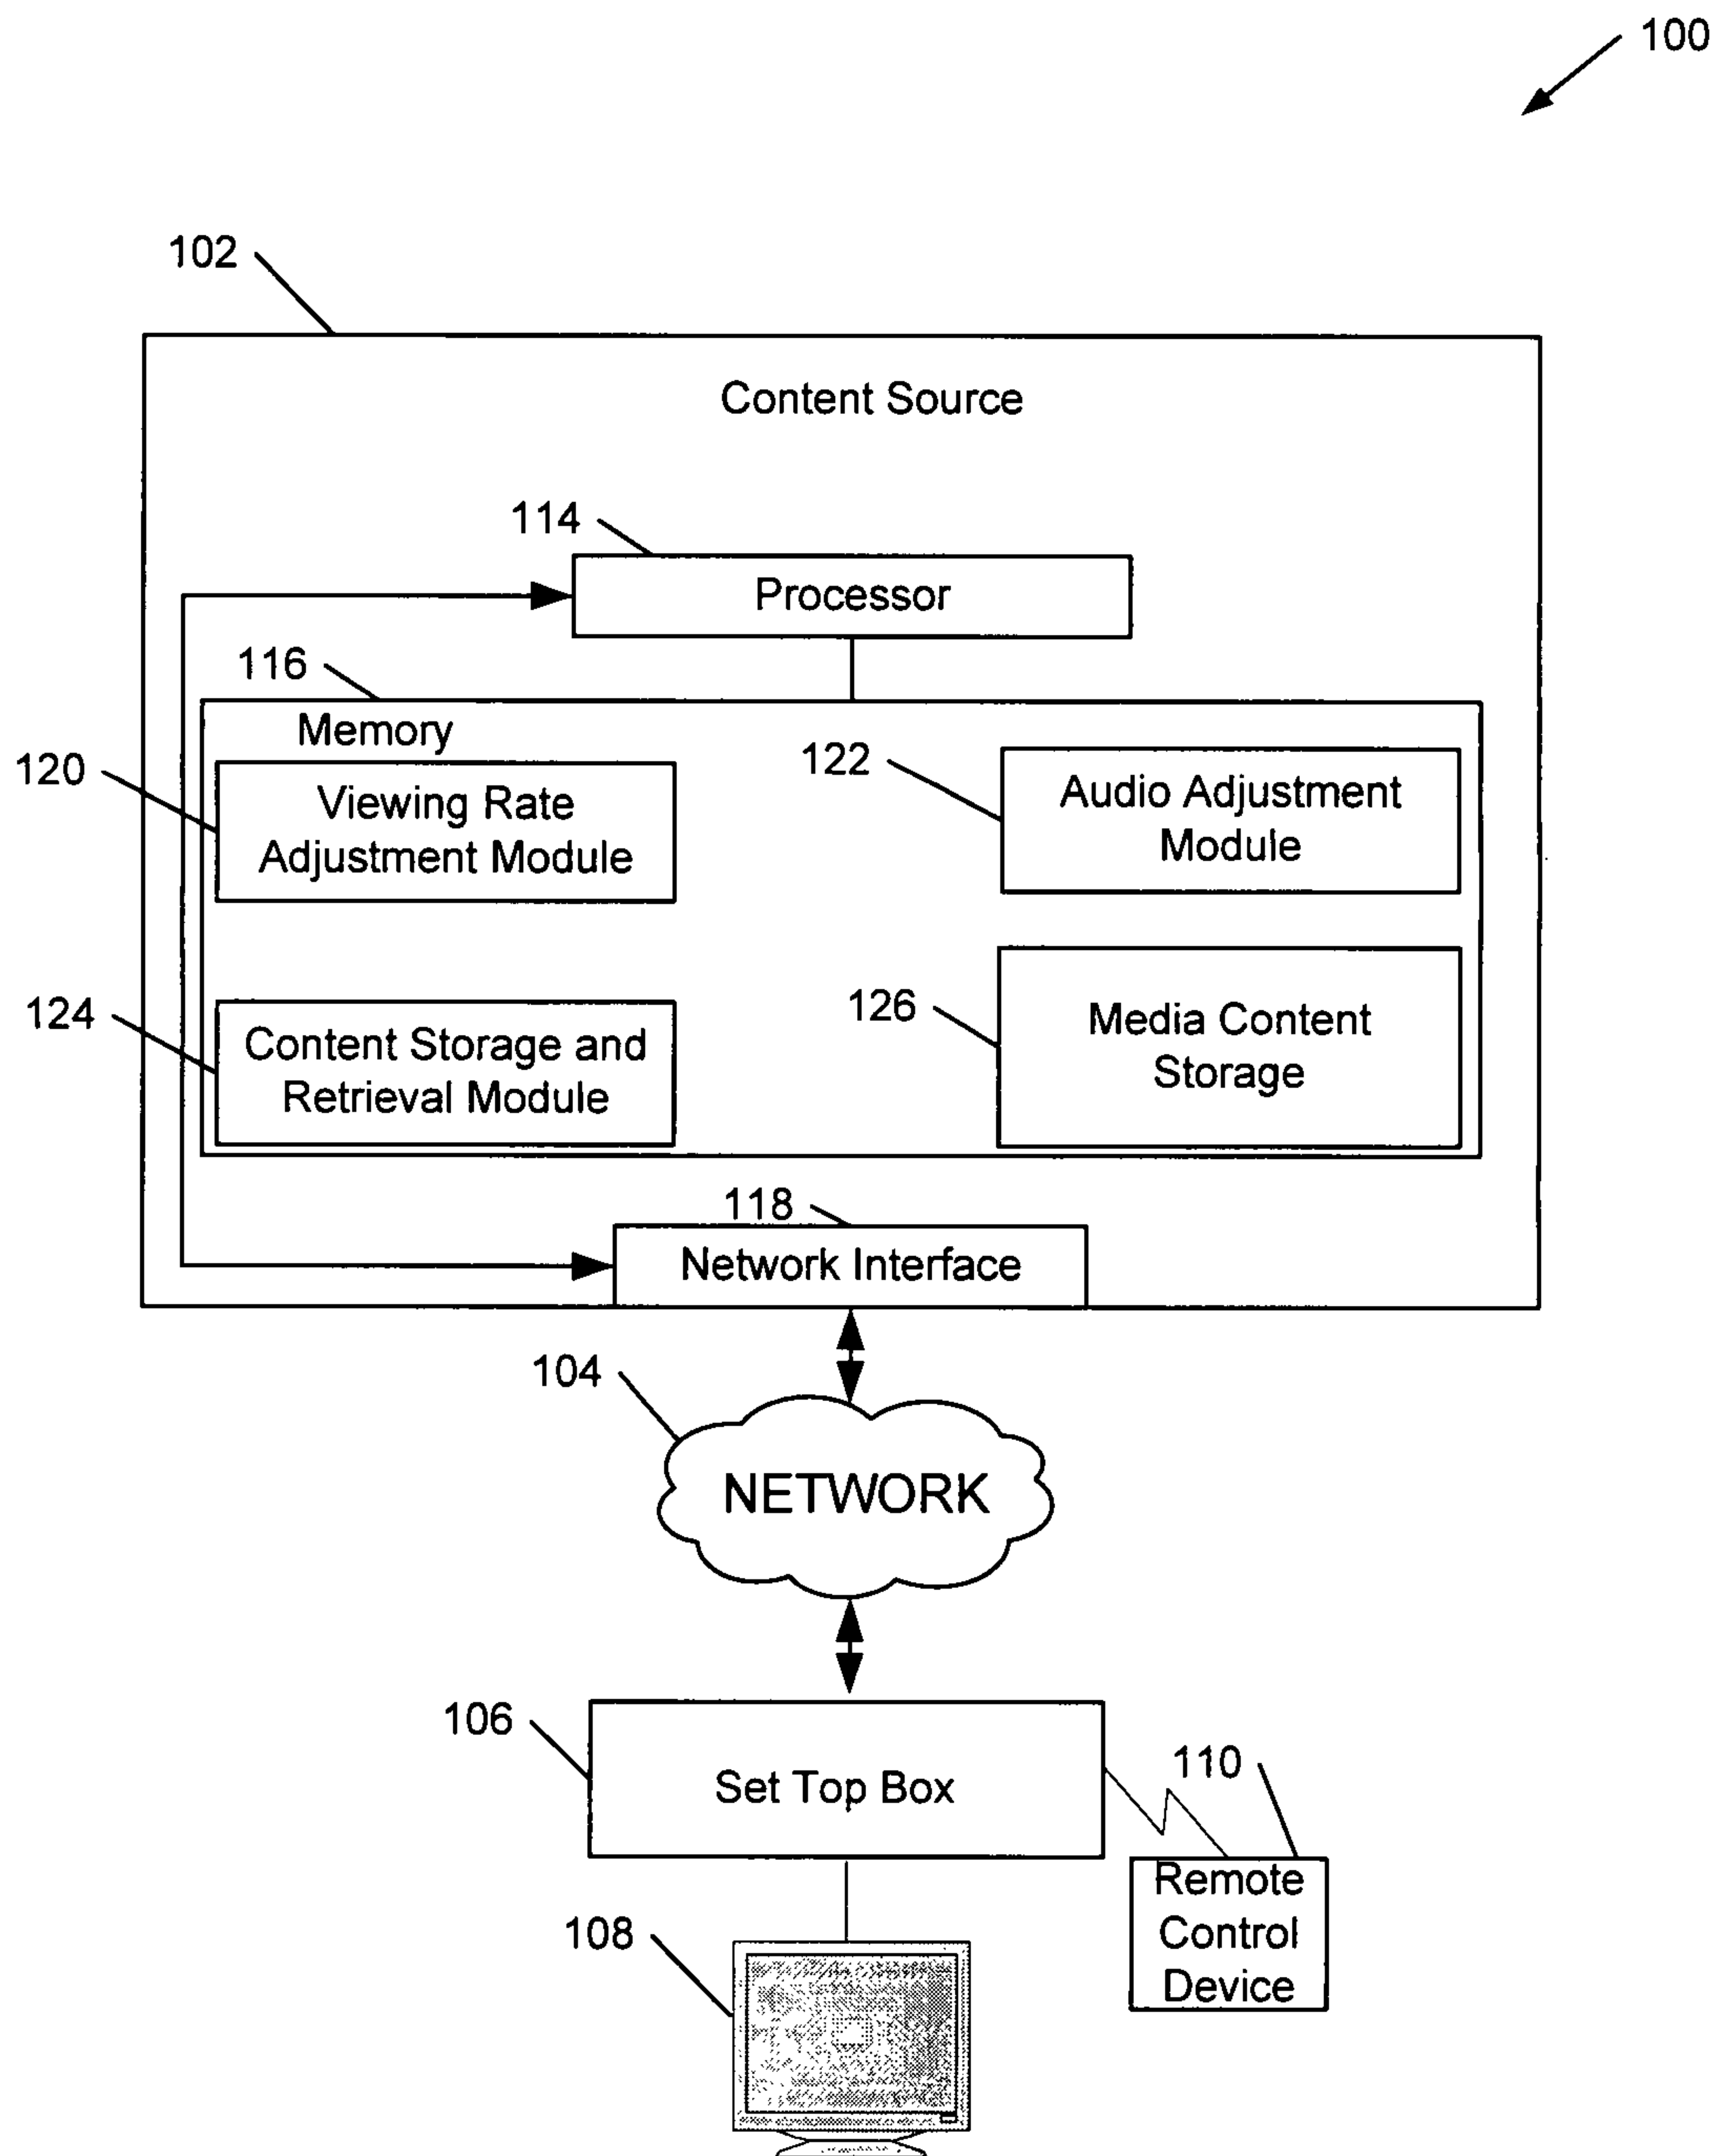 100
102
Content Source
114
Processor
116
Memory
120
Viewing Rate
Adjustment Module
122
Audio Adjustment
Module
124
Content Storage and
Retrieval Module
126
Media Content
Storage
118
Network Interface
104
NETWORK
106
Set Top Box
110
Remote
Control
Device
108